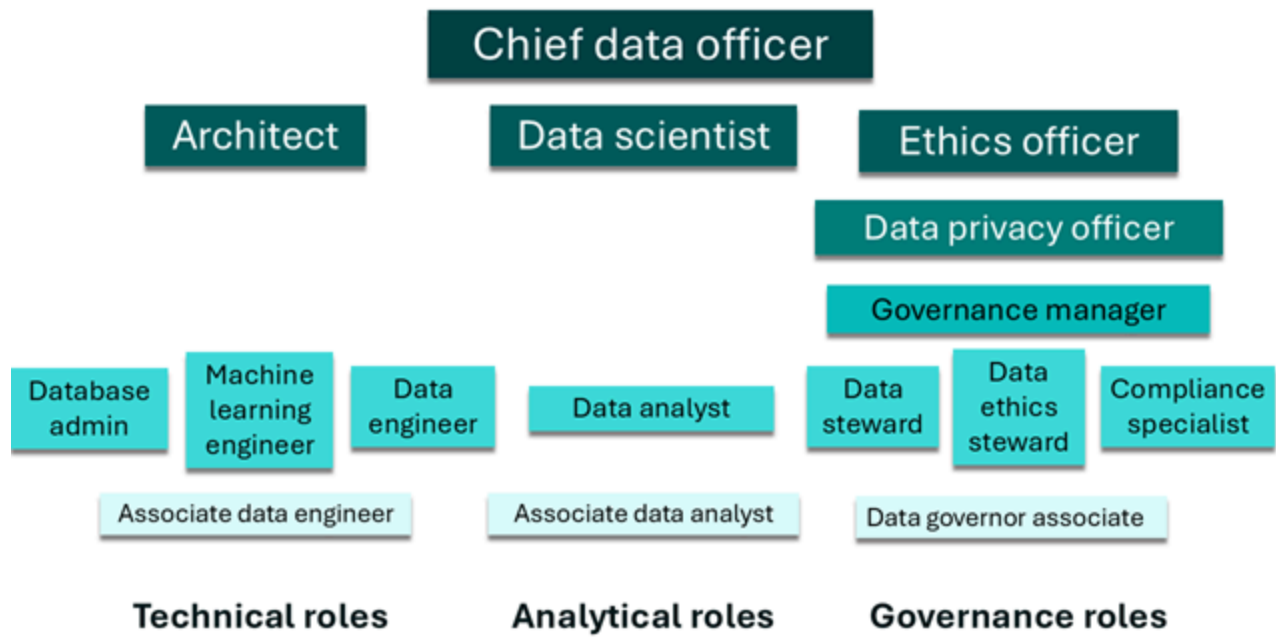 Chief data officer
Architect
Data scientist
Ethics officer
Data privacy officer
Governance manager
Database
admin
Machine
learning
engineer
Data
engineer
Data analyst
Data
steward
Data
ethics
steward
Compliance
specialist
Associate data engineer
Associate data analyst
Data governor associate
Technical roles
Analytical roles
Governance roles